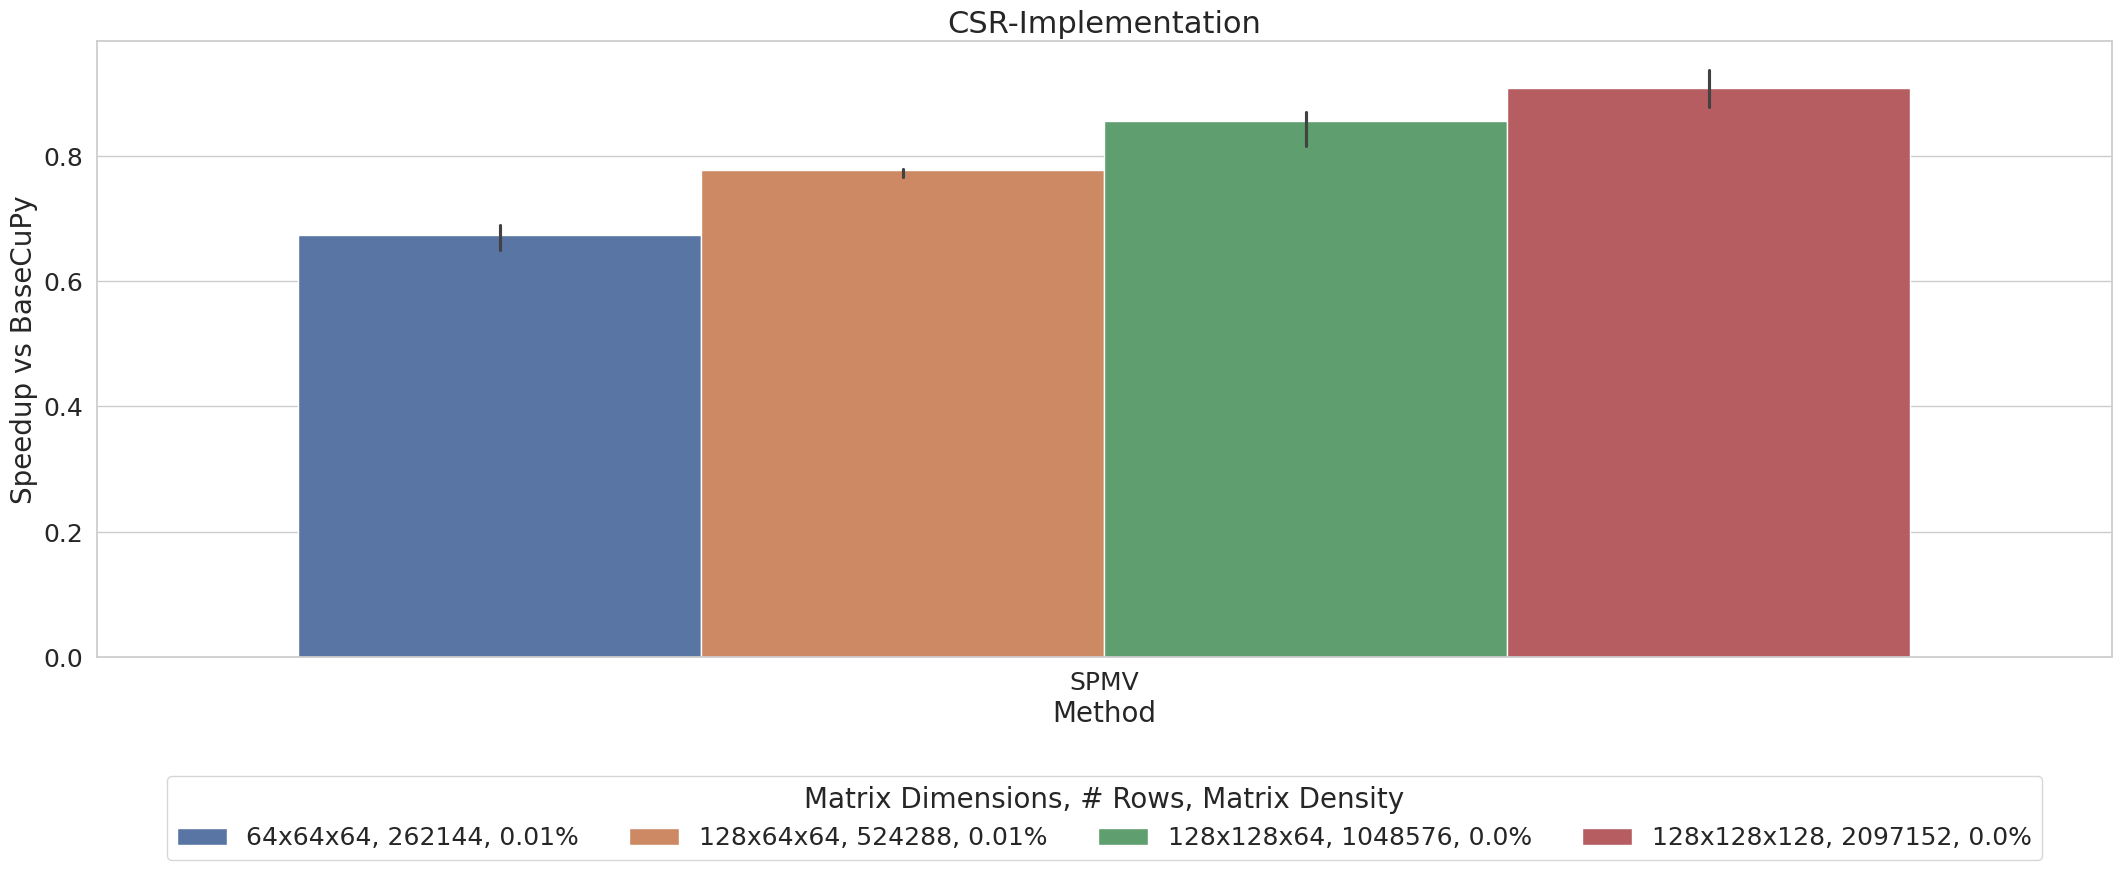 CSR-Implementation
Speedup vs BaseCuPy
0.8
0.6
0.4
0.2
0.0
SPMV
Method
Matrix Dimensions, # Rows, Matrix Density
64x64x64, 262144, 0.01%
128x64x64, 524288, 0.01%
128x128x64, 1048576, 0.0%
128x128x128, 2097152, 0.0%